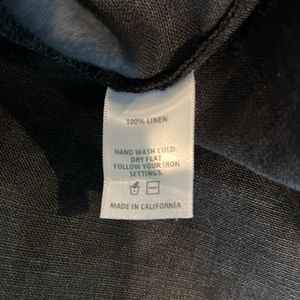 100% LINEN
HAND WASH COLD.
DRY FLAT
FOLLOW YOUR IRON
SETTINGS.
MADE IN CALIFORNIA